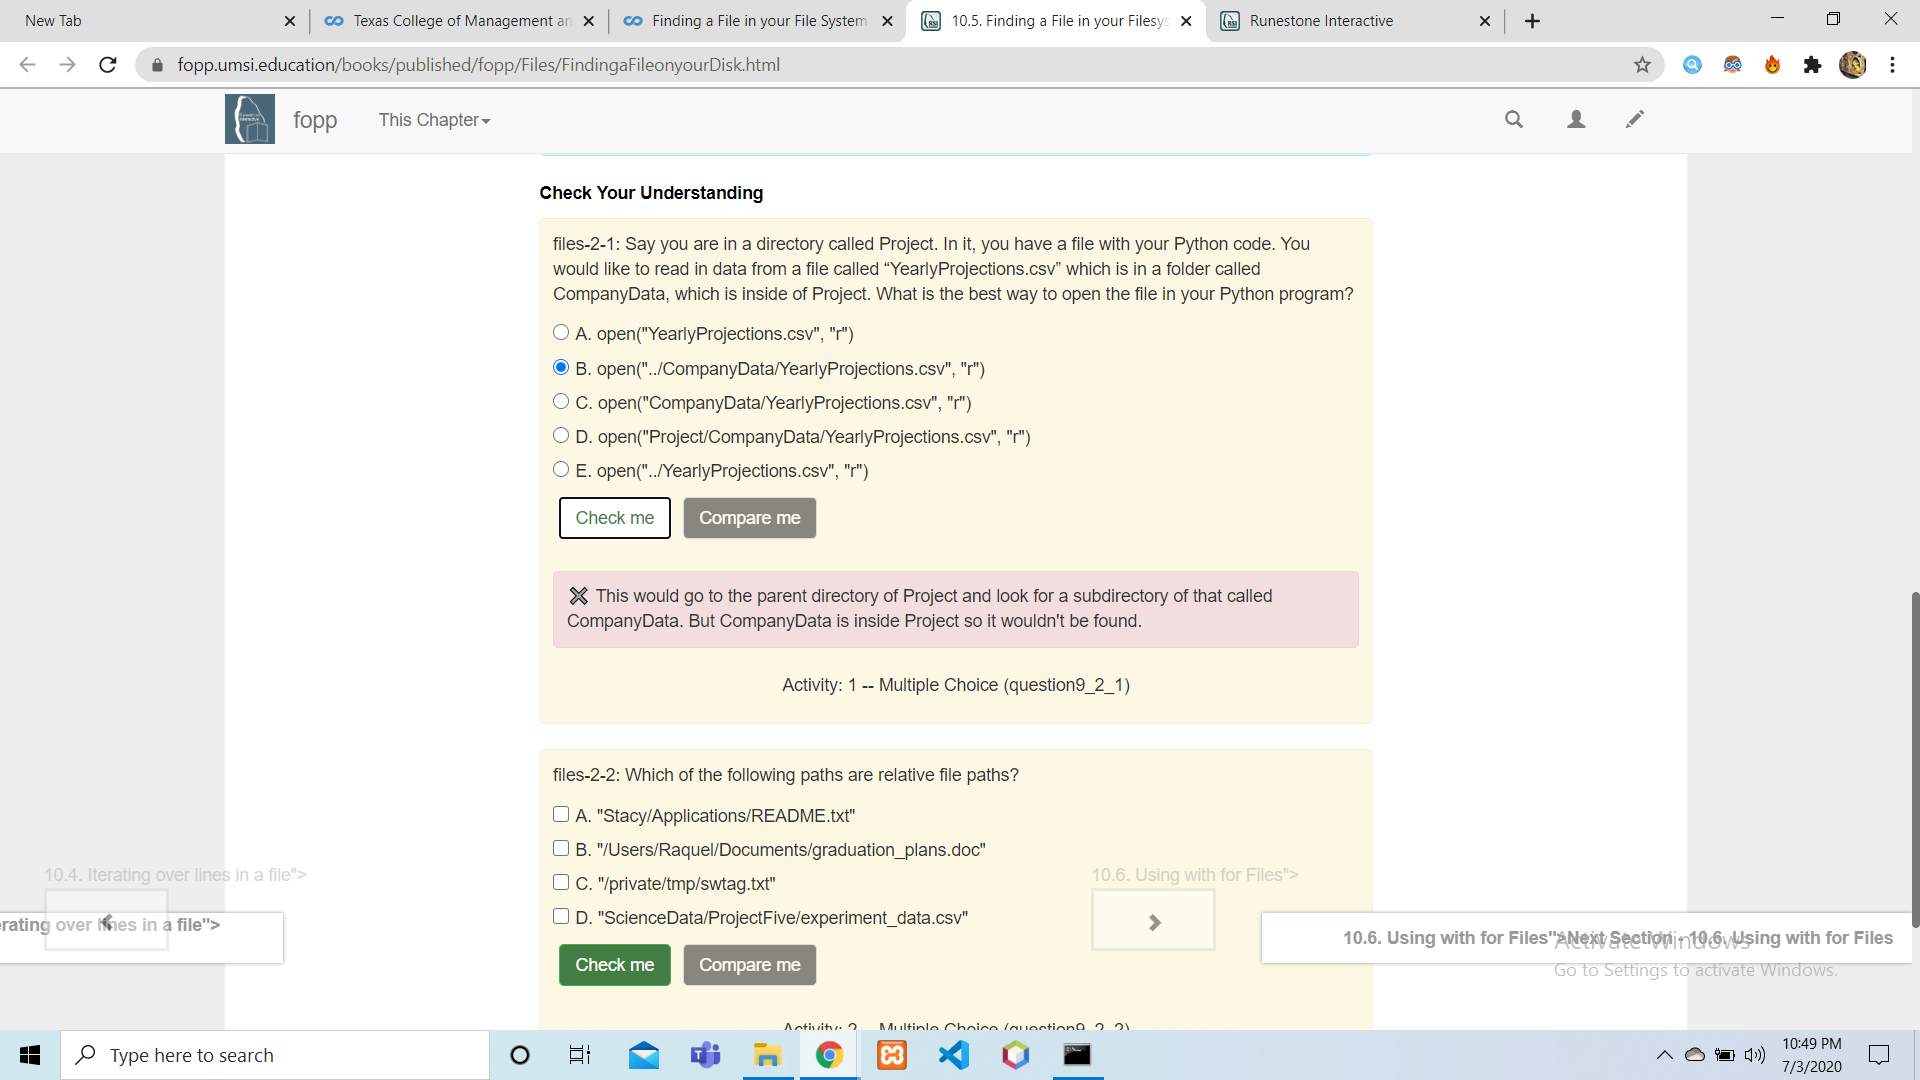 New Tab
Texas College of Management an
Finding a File in your File System
10.5. Finding a File in your Filesys
Runestone Interactive
fopp.umsi.education/books/published/fopp/Files/FindingaFileonyourDisk.html
fopp
This Chapter
Check Your Understanding
files-2-1: Say you are in a directory called Project. In it, you have a file with your Python code. You
would like to read in data from a file called “YearlyProjections.csv” which is in a folder called
CompanyData, which is inside of Project. What is the best way to open the file in your Python program?
A. open("YearlyProjections.csv", "r")
B. open("../CompanyData/YearlyProjections.csv", "r")
C. open("CompanyData/YearlyProjections.csv", "r")
D. open("Project/CompanyData/YearlyProjections.csv", "r")
E. open("../YearlyProjections.csv", "r")
Check me
Compare me
This would go to the parent directory of Project and look for a subdirectory of that called
CompanyData. But CompanyData is inside Project so it wouldn't be found.
Activity: 1 -- Multiple Choice (question9_2_1)
files-2-2: Which of the following paths are relative file paths?
A. "Stacy/Applications/README.txt"
B. "/Users/Raquel/Documents/graduation_plans.doc"
C. "/private/tmp/swtag.txt"
D. "ScienceData/ProjectFive/experiment_data.csv"
Check me
Compare me
Activity: 2 -- Multiple Choice (question9_2_2)
10.4. Iterating over lines in a file">
rating over lines in a file">
10.6. Using with for Files">
10.6. Using with for Files">Next Section - 10.6. Using with for Files
Activate Windows
Go to Settings to activate Windows.
Type here to search
10:49 PM
7/3/2020